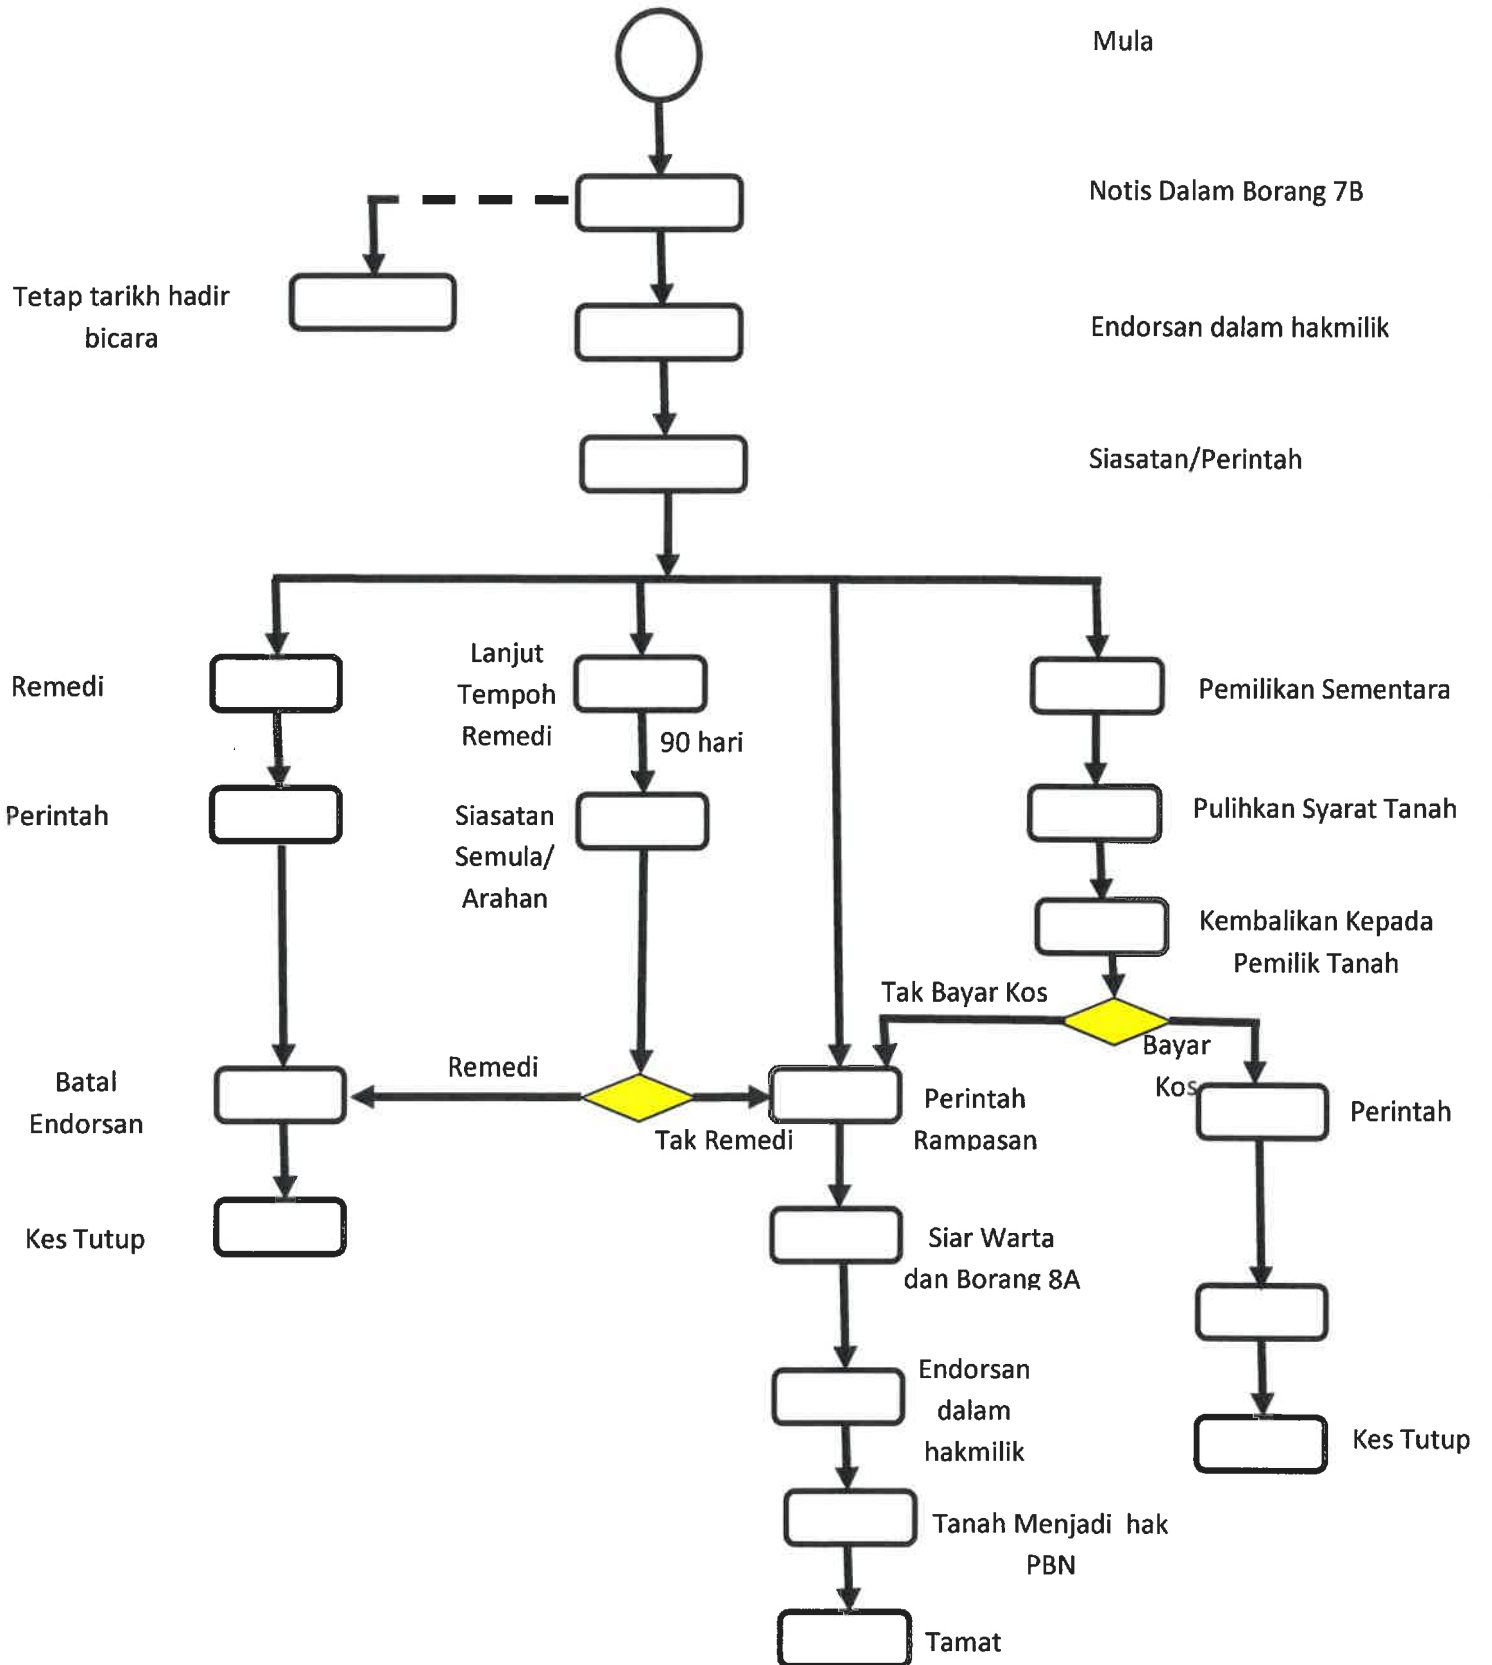 Mula
Notis Dalam Borang 7B
Tetap tarikh hadir
bicara
Endorsan dalam hakmilik
Siasatan/Perintah
Remedi
Lanjut
Tempoh
Remedi
90 hari
Pemilikan Sementara
Perintah
Siasatan
Semula/
Arahan
Pulihkan Syarat Tanah
Kembalikan Kepada
Pemilik Tanah
Tak Bayar Kos
Bayar
Kos
Batal
Endorsan
Remedi
Tak Remedi
Perintah
Rampasan
Perintah
Kes Tutup
Siar Warta
dan Borang 8A
Endorsan
dalam
hakmilik
Kes Tutup
Tanah Menjadi hak
PBN
Tamat